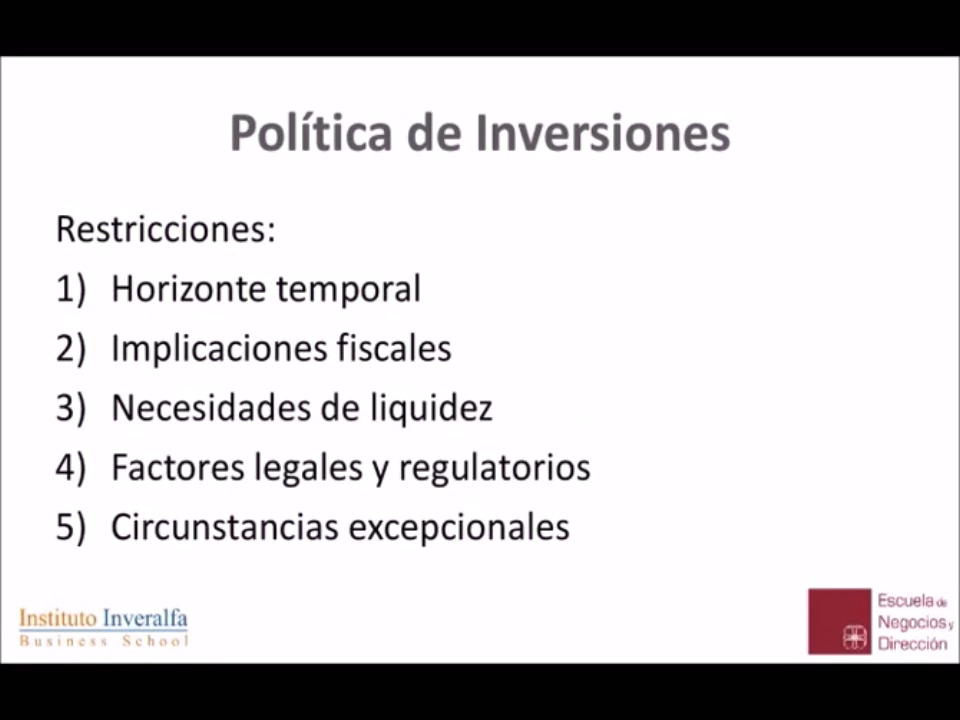 Política de Inversiones
Restricciones:
1) Horizonte temporal
2) Implicaciones fiscales
3) Necesidades de liquidez
4) Factores legales y regulatorios
5) Circunstancias excepcionales
Instituto Inveralfa
Business School
Escuela de
Negocios y
Dirección